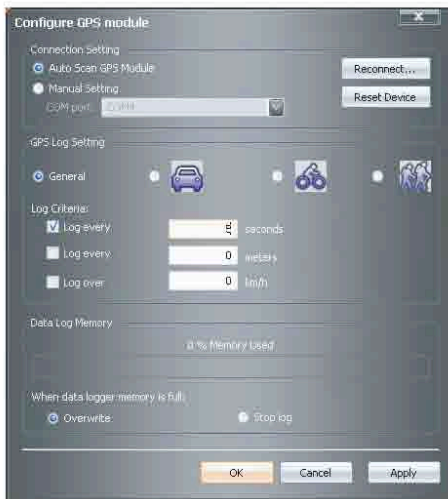 Configure GPS module
Connection Setting
Auto Scan GPS Module
Reconnect...
Manual Setting
Reset Device
COM port: COM4
GPS Log Setting
General
Log Criteria:
Log every 5 seconds
Log every 0 meters
Log over 0 km/h
Data Log Memory
0 % Memory Used
When data logger memory is full:
Overwrite Stop log
OK Cancel Apply